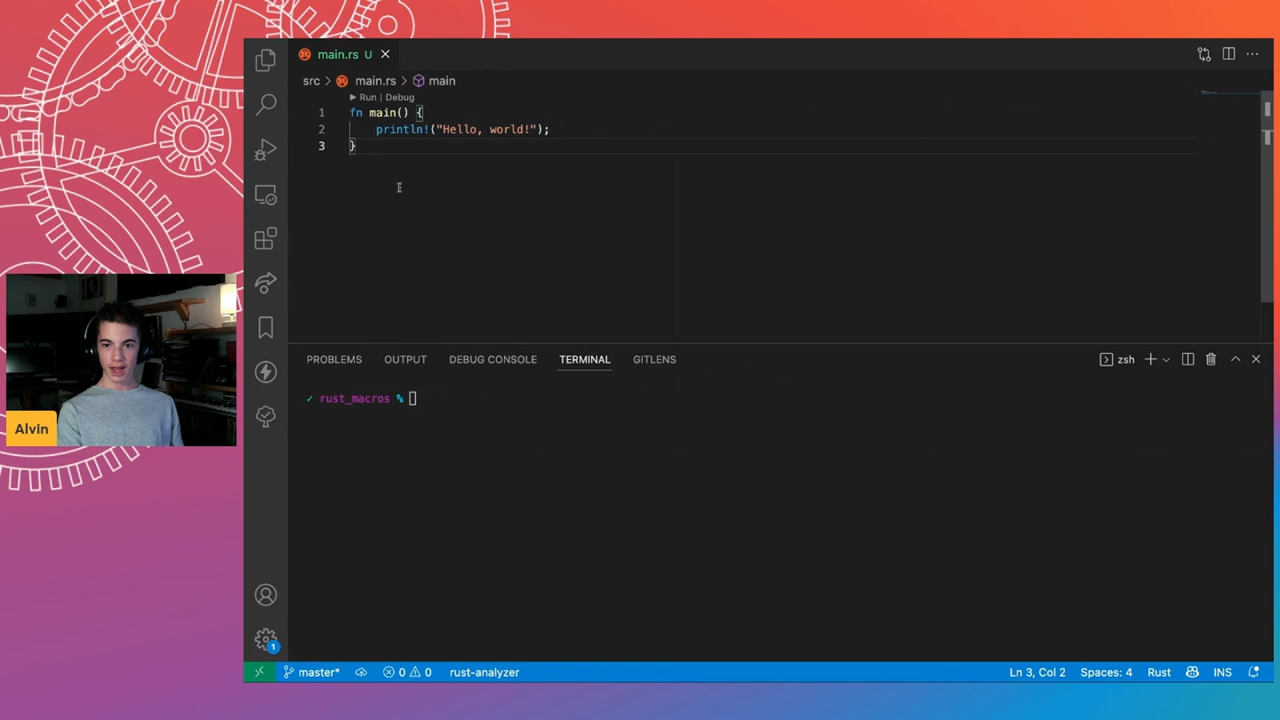 main.rs U
src > main.rs > main
Run | Debug
1 fn main() {
2 println!("Hello, world!");
3 }
PROBLEMS OUTPUT DEBUG CONSOLE TERMINAL GITLENS
zsh
✓ rust_macros %
Alvin
1
master* 0 0 rust-analyzer Ln 3, Col 2 Spaces: 4 Rust INS